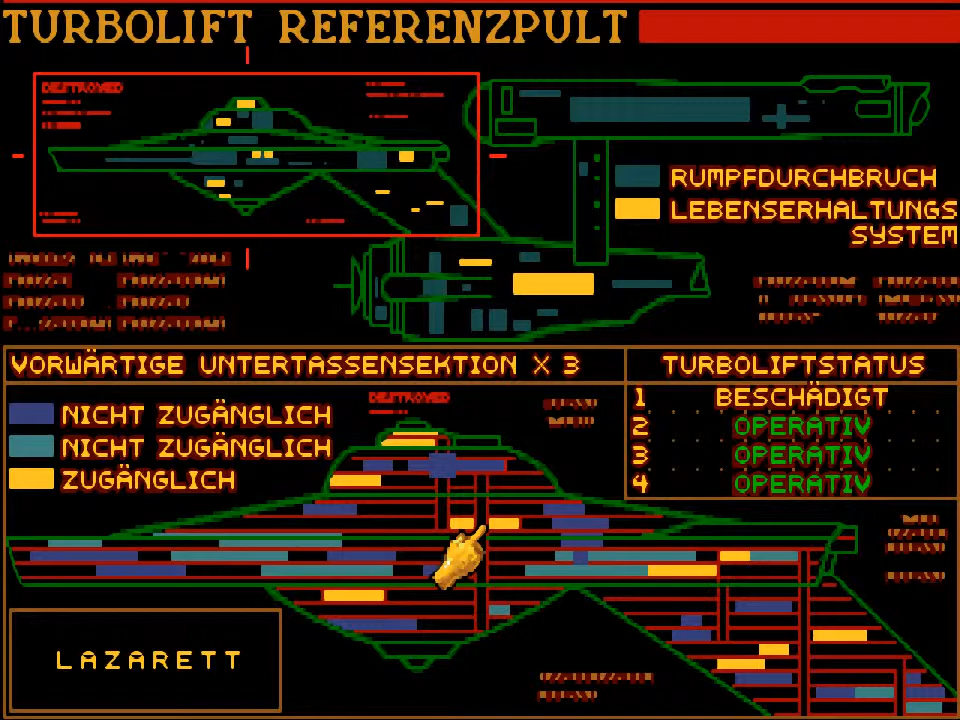 TURBOLIFT REFERENZPULT
DESTROYED
RUMPFDURCHBRUCH
LEBENSERHALTUNGS
SYSTEM
VORWÄRTIGE UNTERTASSENSEKTION X 3
TURBOLIFTSTATUS
1 BESCHÄDIGT
2 OPERATIV
3 OPERATIV
4 OPERATIV
DESTROYED
NICHT ZUGÄNGLICH
NICHT ZUGÄNGLICH
ZUGÄNGLICH
LAZARETT